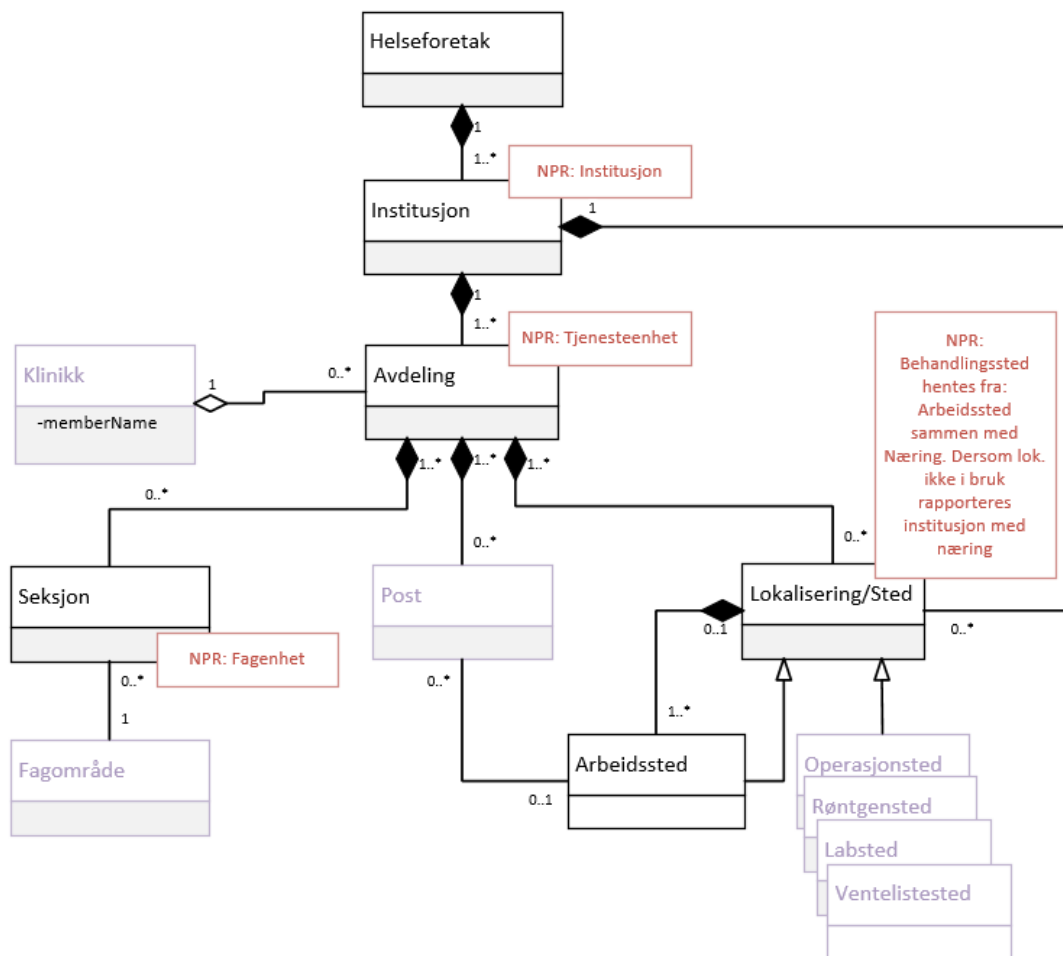 Helseforetak
1
1..*
NPR: Institusjon
Institusjon
1
1
1..*
NPR: Tjenesteenhet
Klinikk
-memberName
1
0..*
Avdeling
NPR:
Behandlingssted
hentes fra:
Arbeidssted
sammen med
Næring. Dersom lok.
ikke i bruk
rapporteres
institusjon med
næring
1..*
1..*
1..*
0..*
0..*
0..*
Seksjon
NPR: Fagenhet
Post
Lokalisering/Sted
0..1
0..*
0..*
1
0..*
1..*
Fagområde
Arbeidssted
0..1
Operasjonsted
Røntgensted
Labsted
Ventelistested